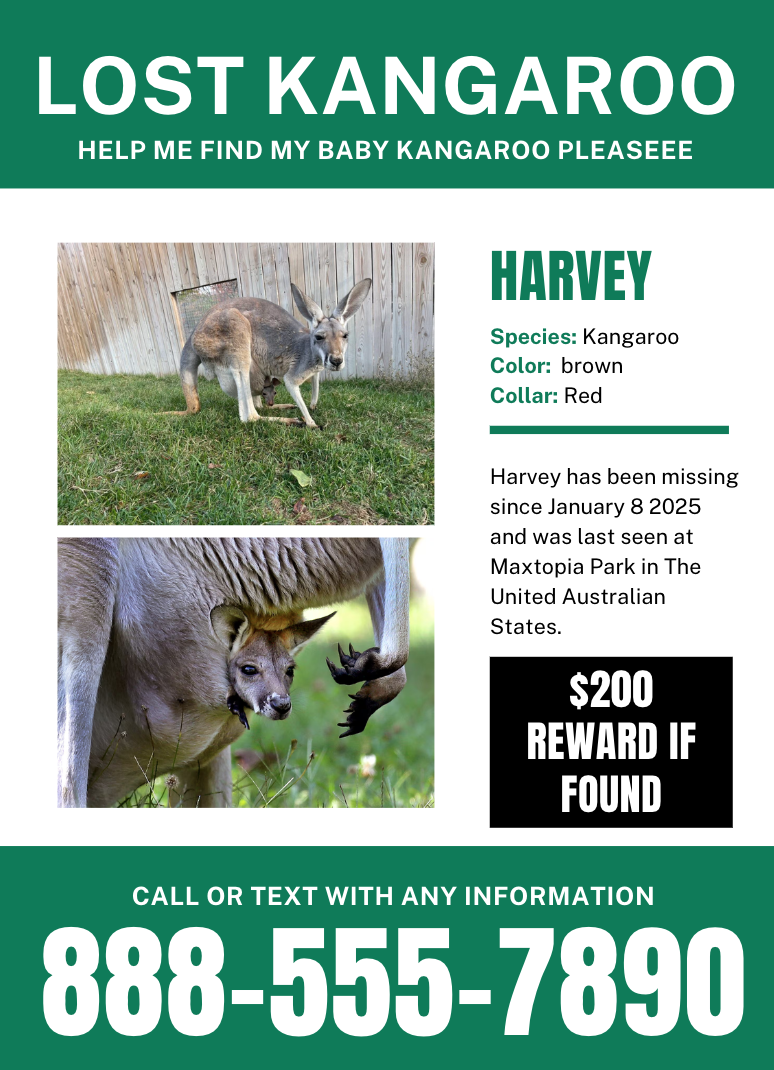 LOST KANGAROO
HELP ME FIND MY BABY KANGAROO PLEASEEE
HARVEY
Species: Kangaroo
Color: brown
Collar: Red
Harvey has been missing
since January 8 2025
and was last seen at
Maxtopia Park in The
United Australian
States.
$200
REWARD IF
FOUND
CALL OR TEXT WITH ANY INFORMATION
888-555-7890